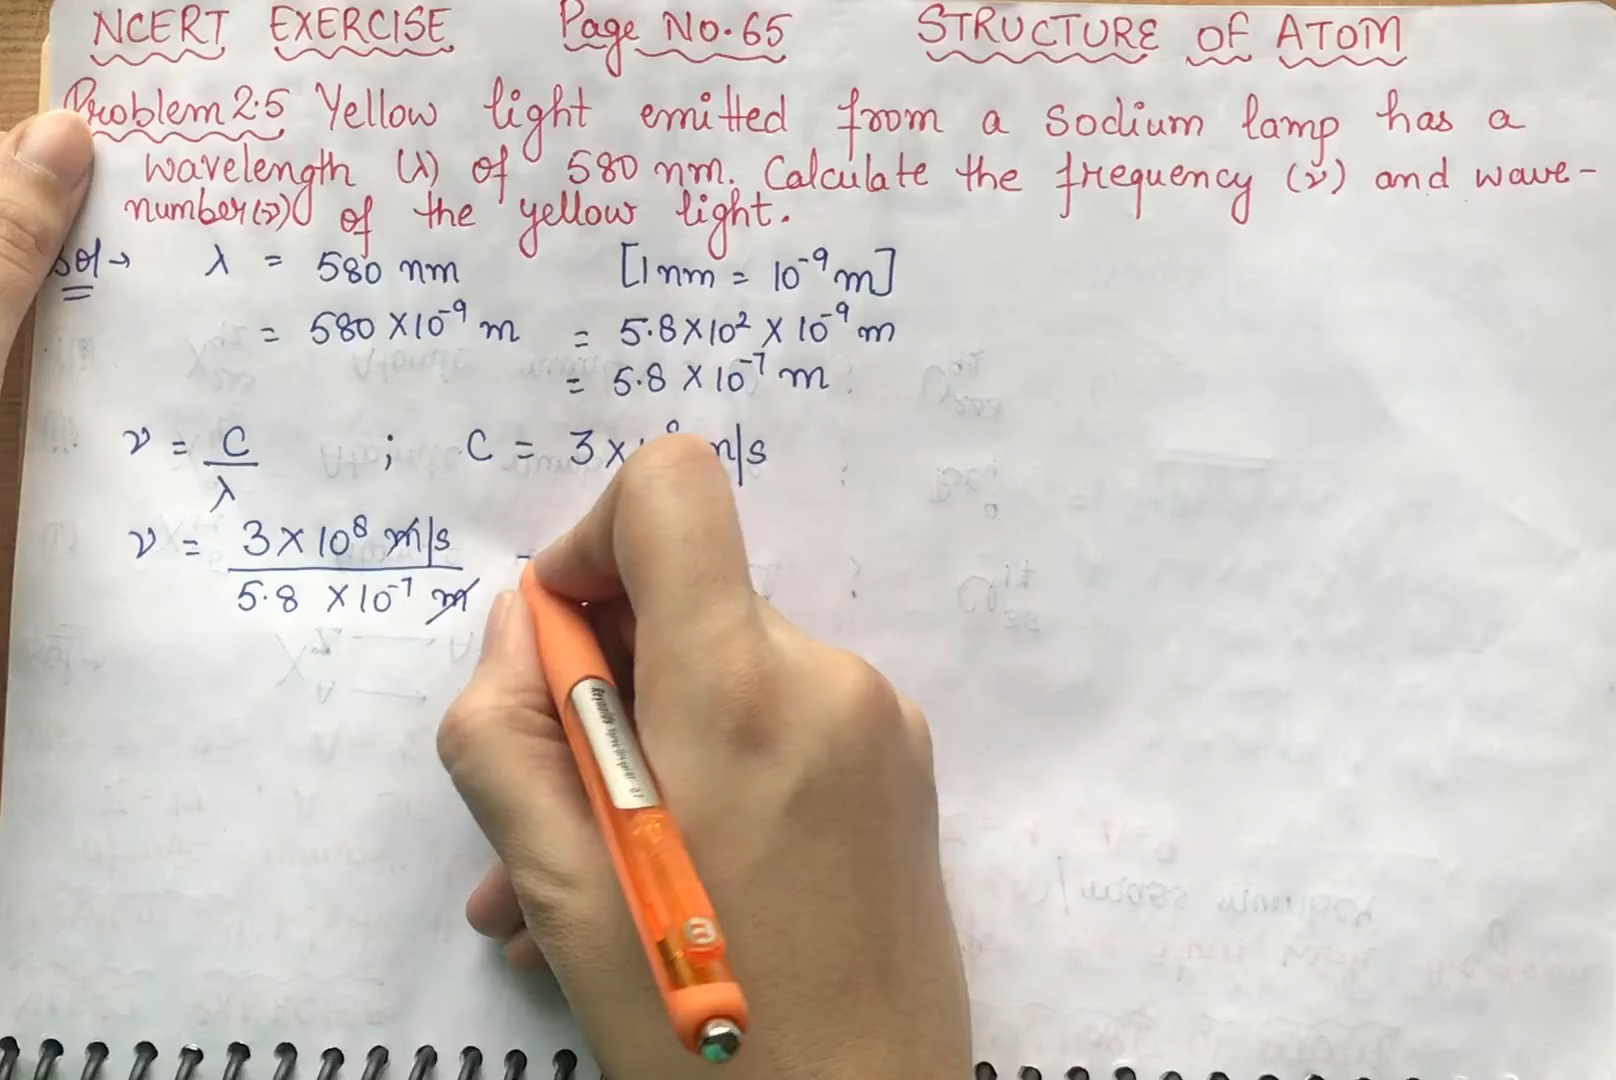 NCERT EXERCISE Page No. 65 STRUCTURE OF ATOM
Problem 2.5 Yellow light emitted from a sodium lamp has a
wavelength (λ) of 580 nm. Calculate the frequency (ν) and wave-
number (ν̄) of the yellow light.
Sol → λ = 580 nm [1 nm = 10⁻⁹ m]
= 580 × 10⁻⁹ m = 5.8 × 10² × 10⁻⁹ m
= 5.8 × 10⁻⁷ m
ν = C/λ ; C = 3 × m/s
ν = 3 × 10⁸ m/s / 5.8 × 10⁻⁷ m
Reynolds